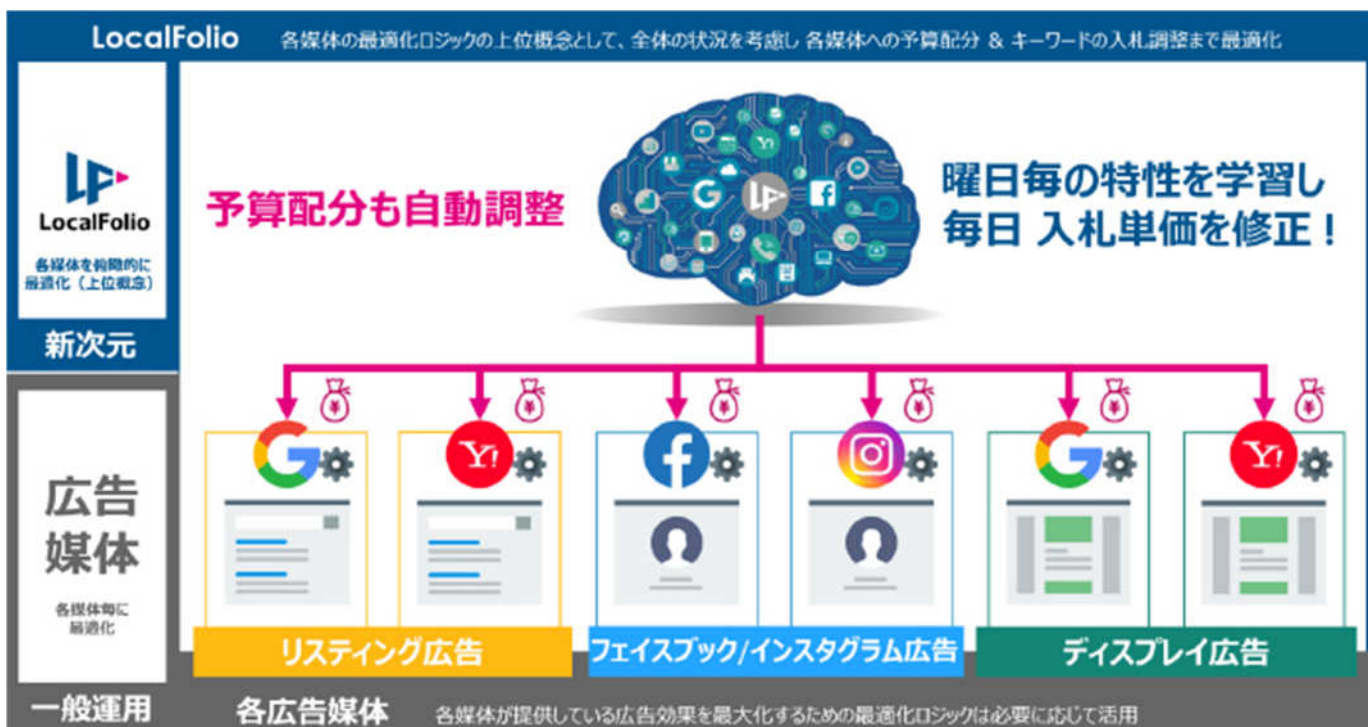 LocalFolio 各媒体の最適化ロジックの上位概念として、全体の状況を考慮し 各媒体への予算配分 & キーワードの入札調整まで最適化
LF
LocalFolio
各媒体を俯瞰的に
最適化（上位概念）
新次元
予算配分も自動調整
曜日毎の特性を学習し
毎日 入札単価を修正！
広告
媒体
各媒体毎に
最適化
一般運用
リスティング広告
フェイスブック/インスタグラム広告
ディスプレイ広告
各広告媒体 各媒体が提供している広告効果を最大化するための最適化ロジックは必要に応じて活用